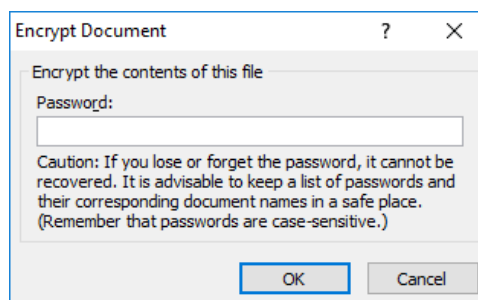 Encrypt Document ?
Encrypt the contents of this file
Password:
Caution: If you lose or forget the password, it cannot be
recovered. It is advisable to keep a list of passwords and
their corresponding document names in a safe place.
(Remember that passwords are case-sensitive.)
OK Cancel